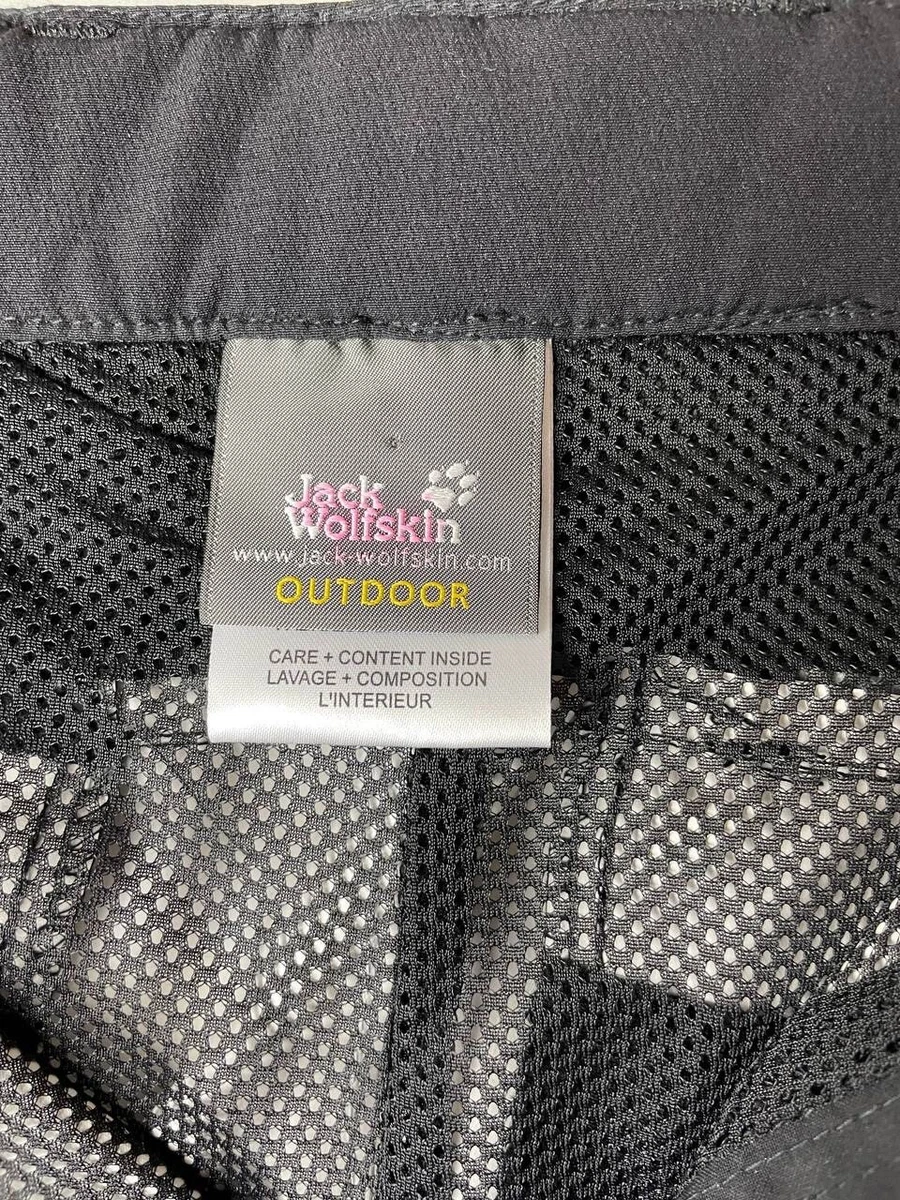 Jack
Wolfskin
www.jack-wolfskin.com
OUTDOOR
CARE + CONTENT INSIDE
LAVAGE + COMPOSITION
L'INTERIEUR